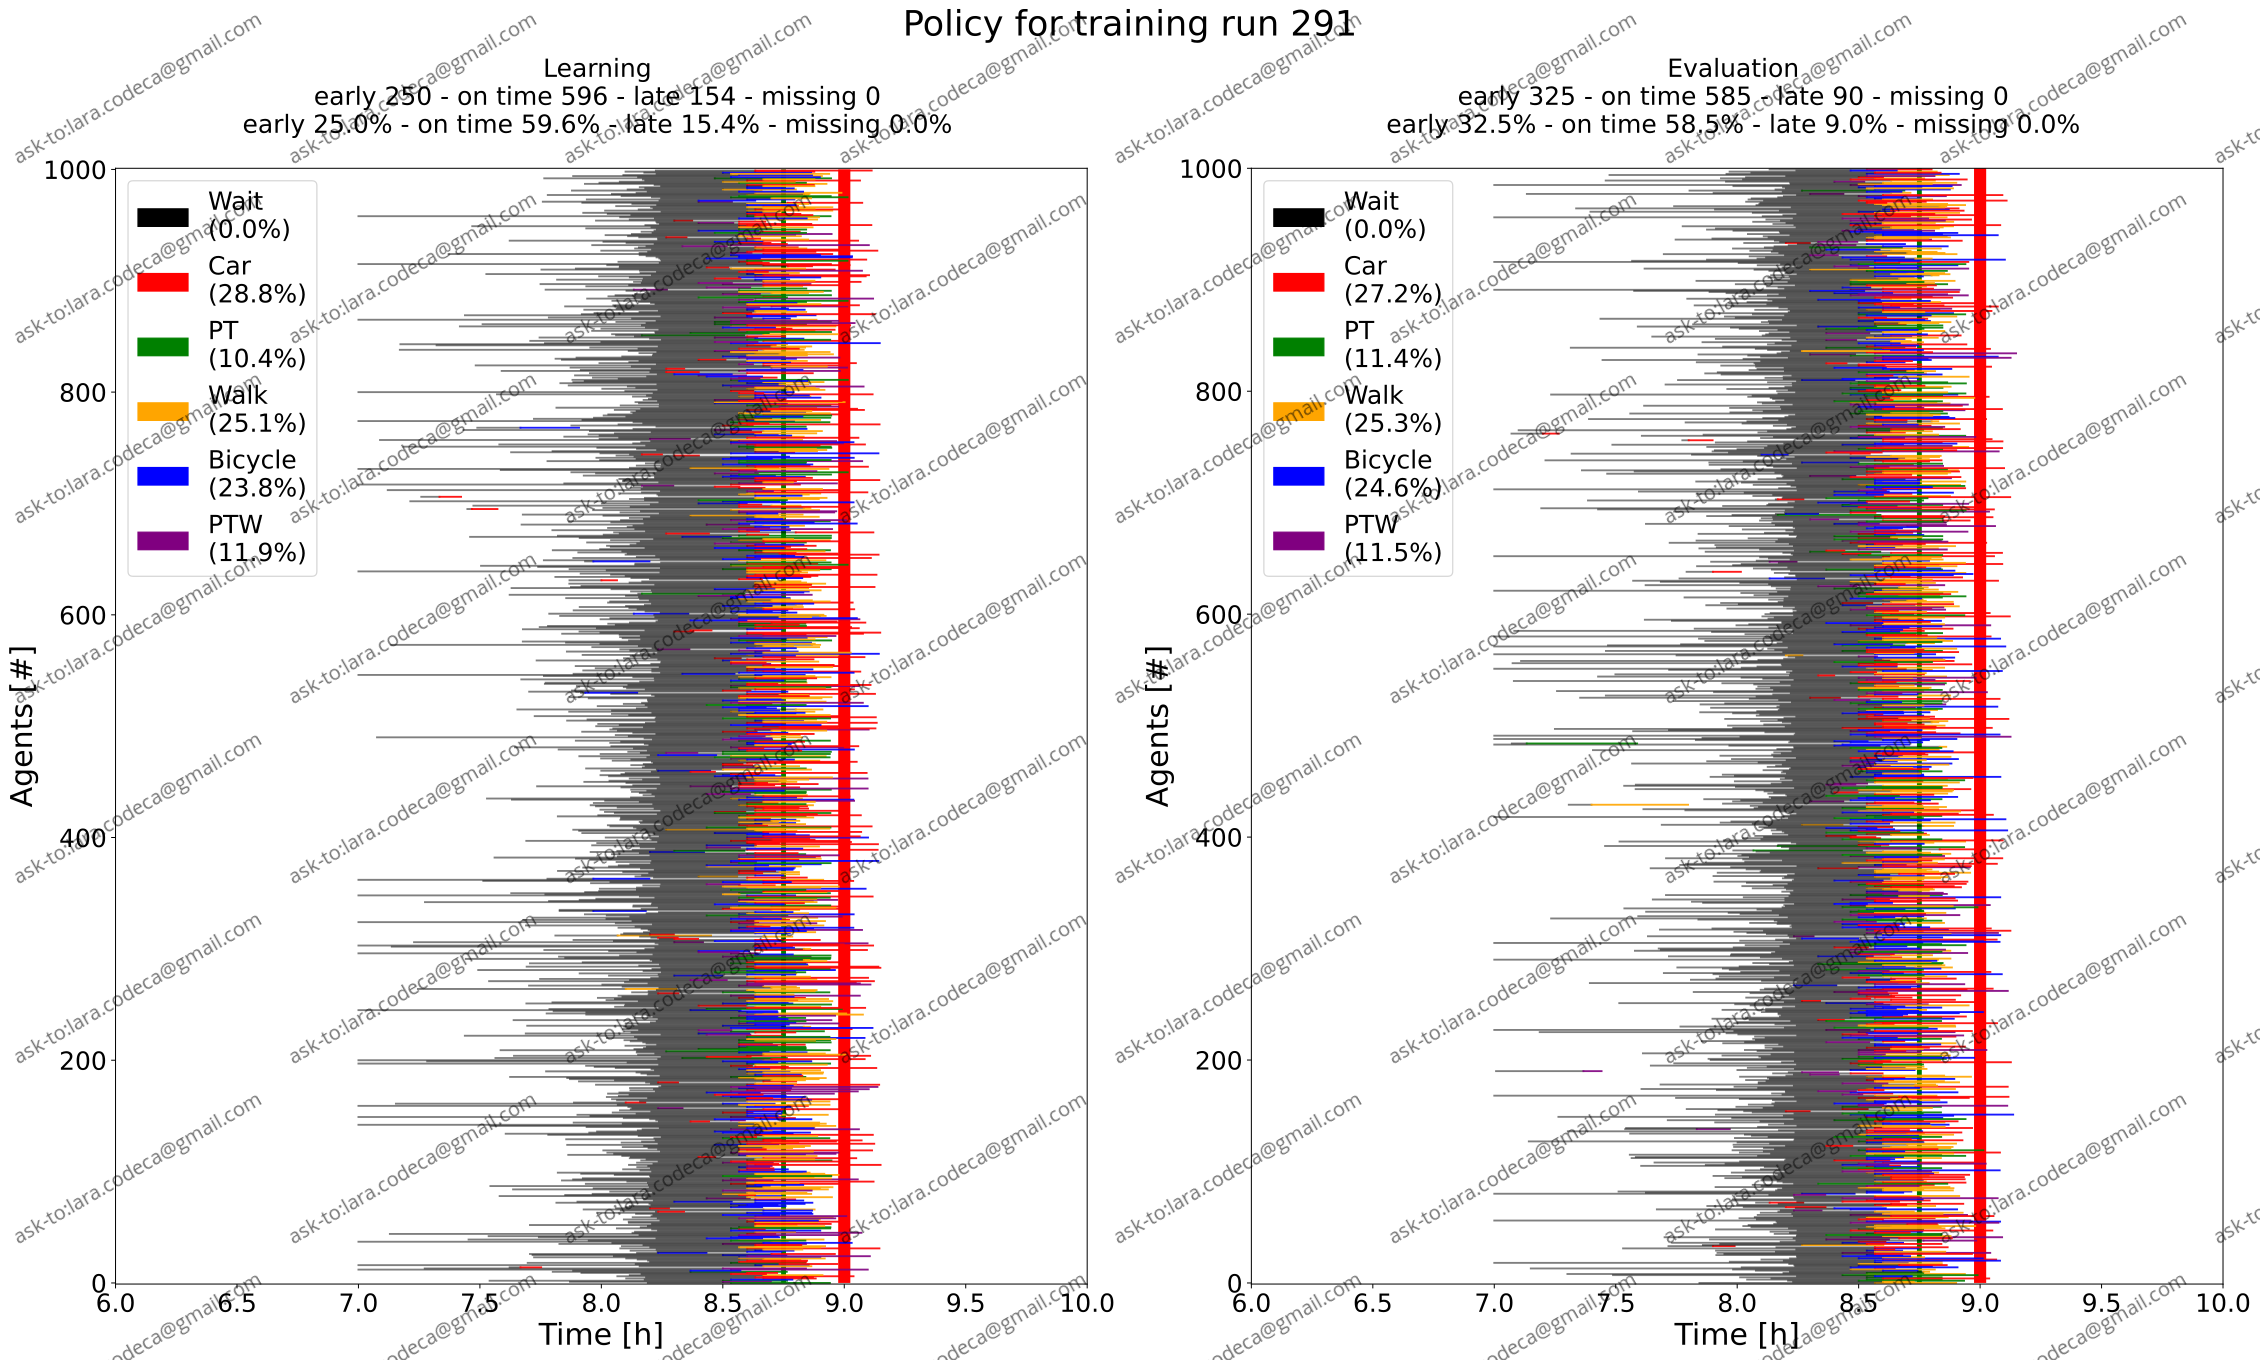 Policy for training run 291
Learning
early 250 - on time 596 - late 154 - missing 0
early 25.0% - on time 59.6% - late 15.4% - missing 0.0%
Evaluation
early 325 - on time 585 - late 90 - missing 0
early 32.5% - on time 58.5% - late 9.0% - missing 0.0%
Wait
(0.0%)
Car
(28.8%)
PT
(10.4%)
Walk
(25.1%)
Bicycle
(23.8%)
PTW
(11.9%)
1000
800
600
400
200
0
Agents [#]
6.0 6.5 7.0 7.5 8.0 8.5 9.0 9.5 10.0
Time [h]
Wait
(0.0%)
Car
(27.2%)
PT
(11.4%)
Walk
(25.3%)
Bicycle
(24.6%)
PTW
(11.5%)
1000
800
600
400
200
0
Agents [#]
6.0 6.5 7.0 7.5 8.0 8.5 9.0 9.5 10.0
Time [h]
ask-to:lara.codeca@gmail.com